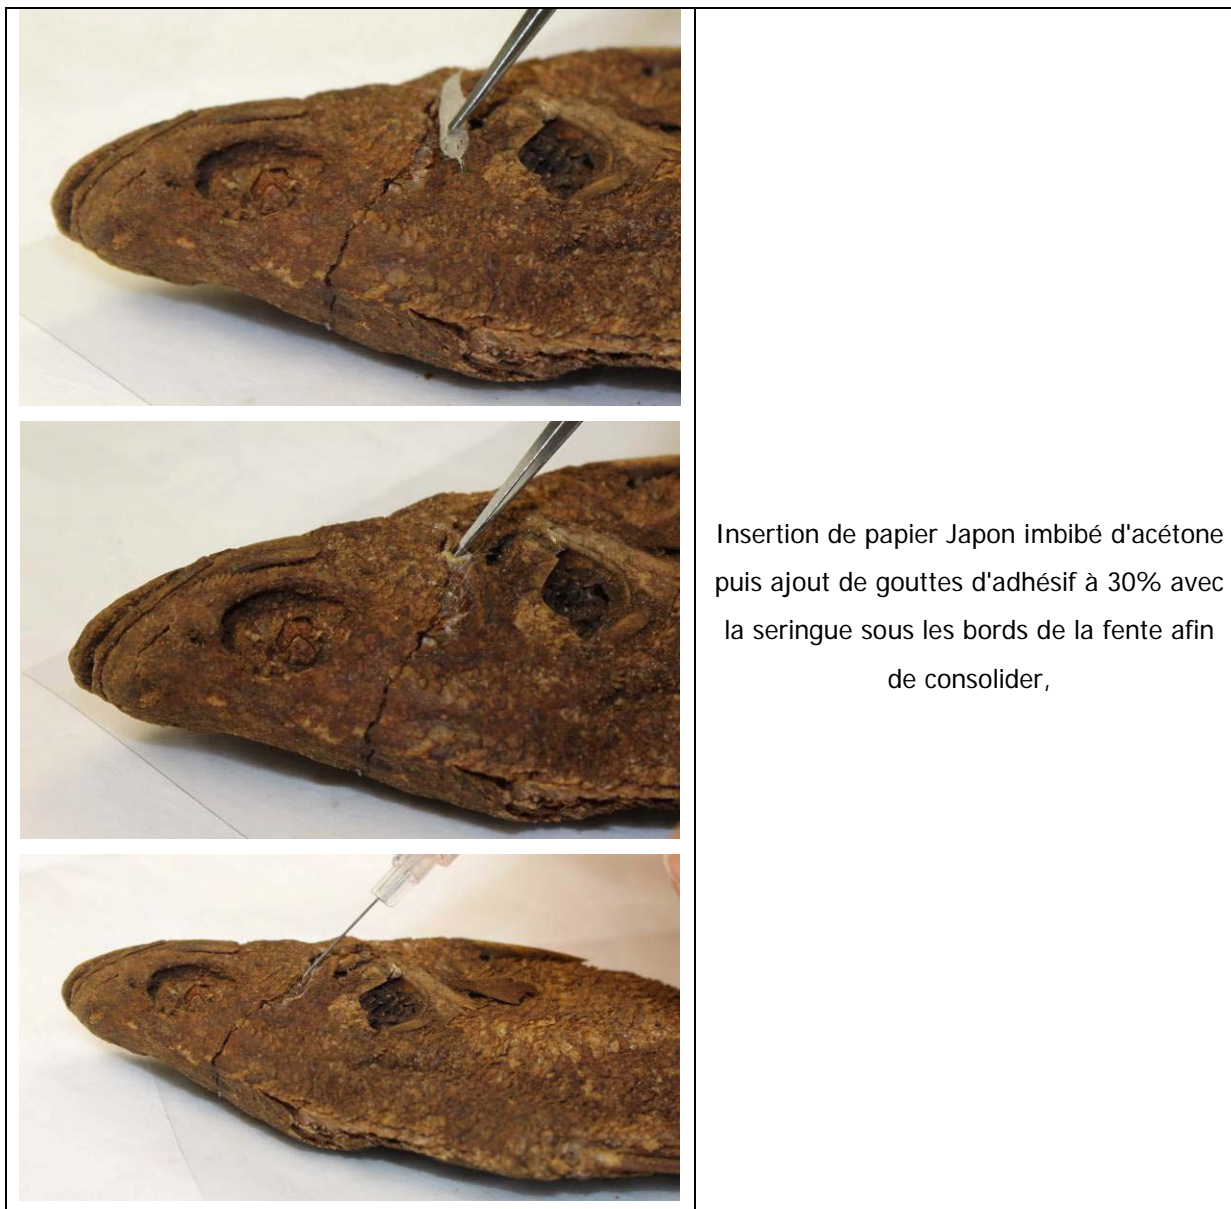 Insertion de papier Japon imbibé d'acétone
puis ajout de gouttes d'adhésif à 30% avec
la seringue sous les bords de la fente afin
de consolider,